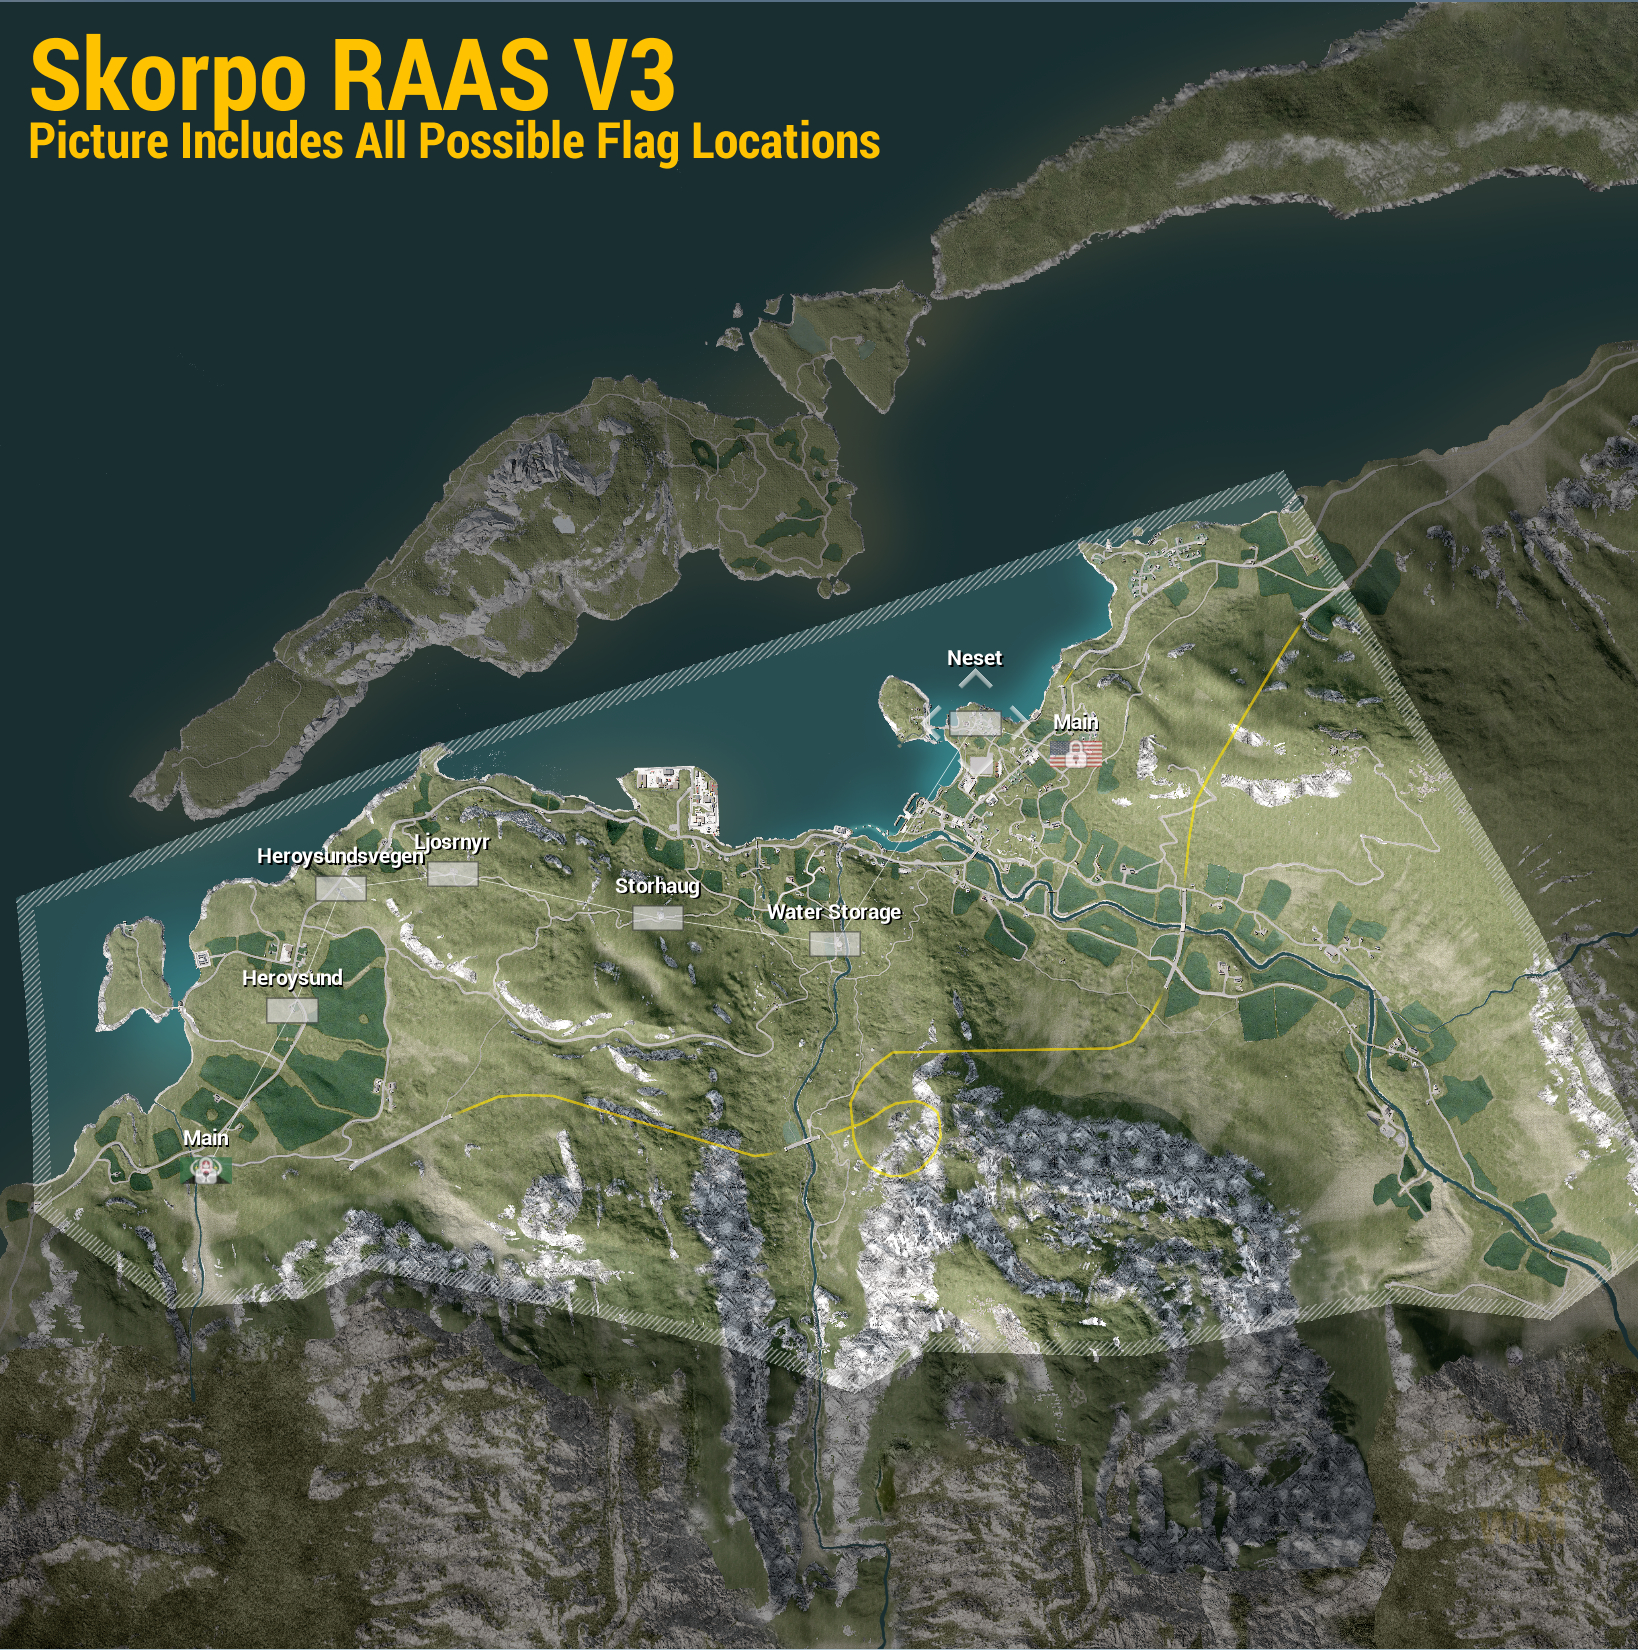 Skorpo RAAS V3
Picture Includes All Possible Flag Locations
Neset
Main
Ljosrnyr
Heroysundsvegen
Storhaug
Water Storage
Heroysund
Main